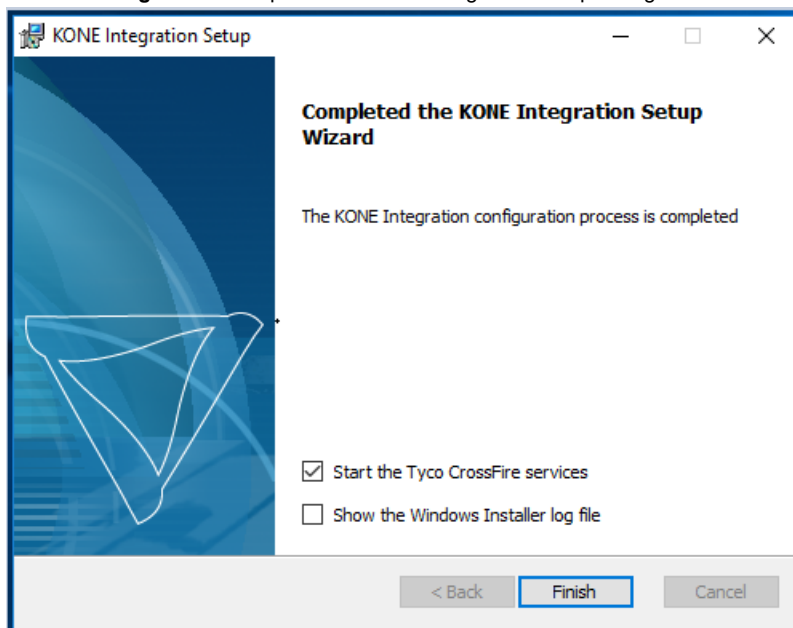 KONE Integration Setup
Completed the KONE Integration Setup
Wizard
The KONE Integration configuration process is completed
Start the Tyco CrossFire services
Show the Windows Installer log file
< Back Finish Cancel